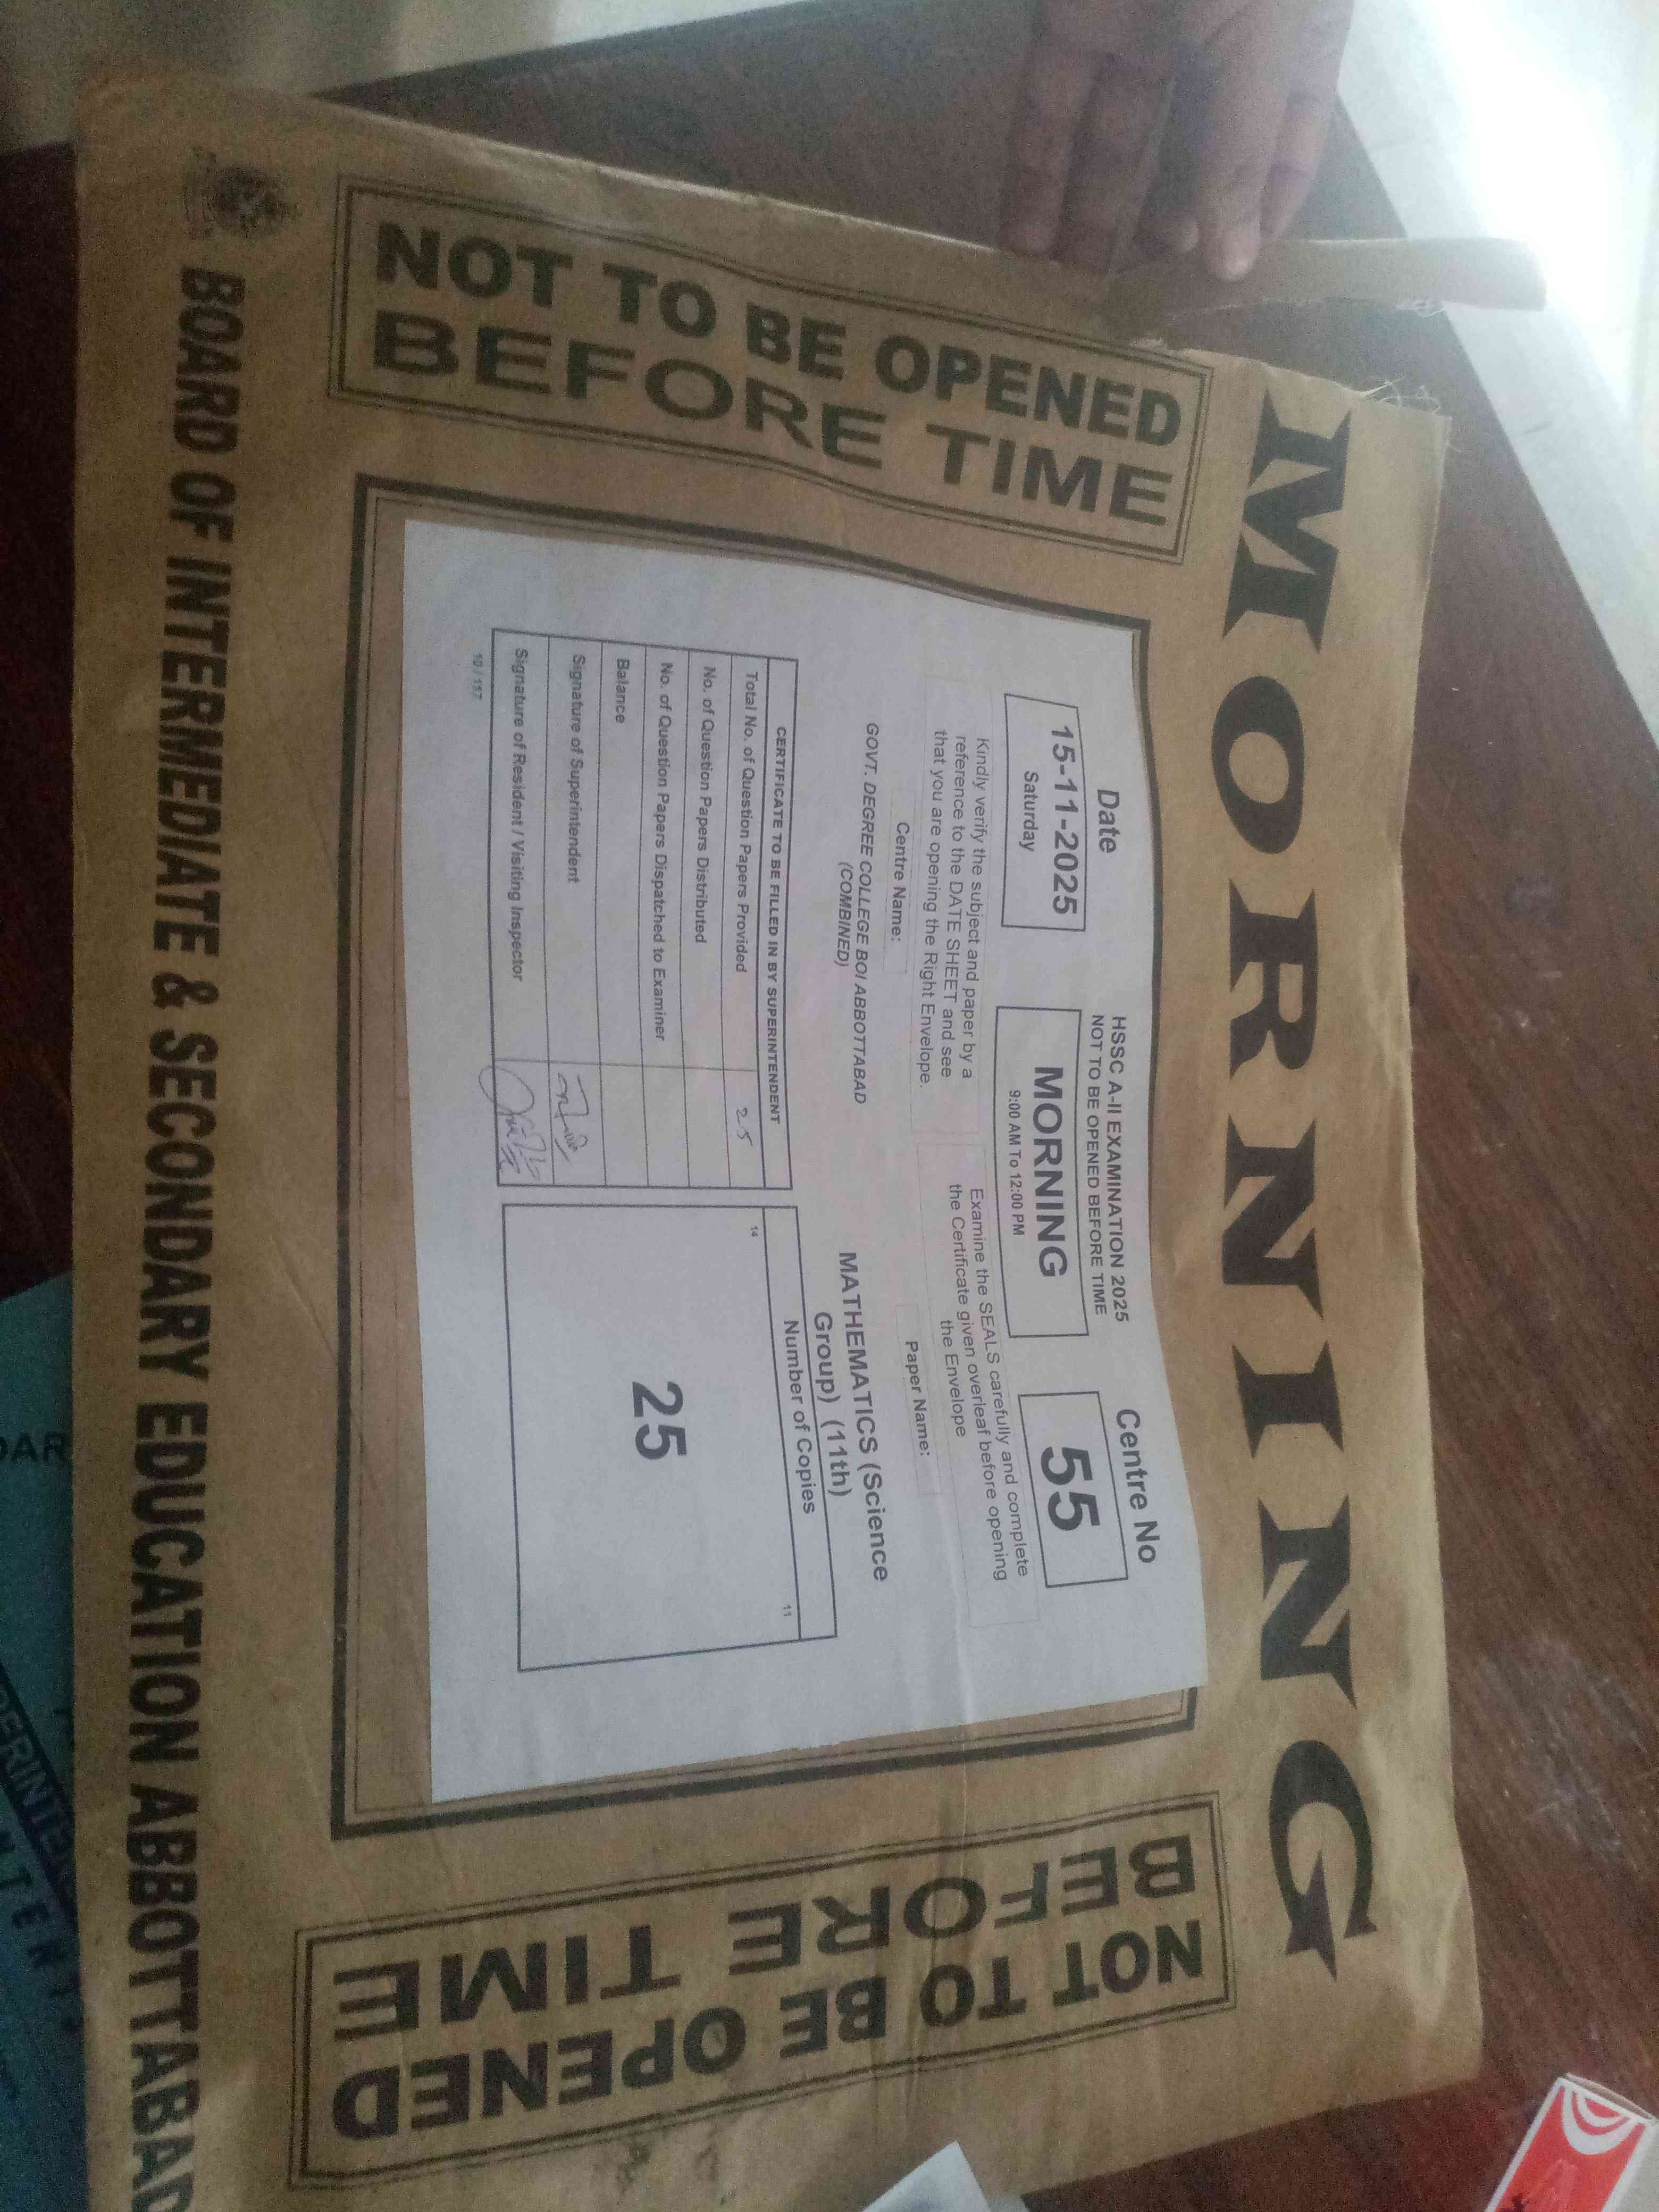 MORNING
NOT TO BE OPENED
BEFORE TIME
Date
15-11-2025
Saturday
HSSC A-II EXAMINATION 2025
NOT TO BE OPENED BEFORE TIME
MORNING
9:00 AM To 12:00 PM
Centre No
55
Kindly verify the subject and paper by a
reference to the DATE SHEET and see
that you are opening the Right Envelope.
Examine the SEALS carefully and complete
the Certificate given overleaf before opening
the Envelope
Centre Name:
GOVT. DEGREE COLLEGE BOI ABBOTTABAD
(COMBINED)
Paper Name:
MATHEMATICS (Science
Group) (11th)
CERTIFICATE TO BE FILLED IN BY SUPERINTENDENT
Total No. of Question Papers Provided 25
No. of Question Papers Distributed
No. of Question Papers Dispatched to Examiner
Balance
Signature of Superintendent
Signature of Resident / Visiting Inspector
10 / 117
Number of Copies
11
14
25
NOT TO BE OPENED
BEFORE TIME
BOARD OF INTERMEDIATE & SECONDARY EDUCATION ABBOTTABAD